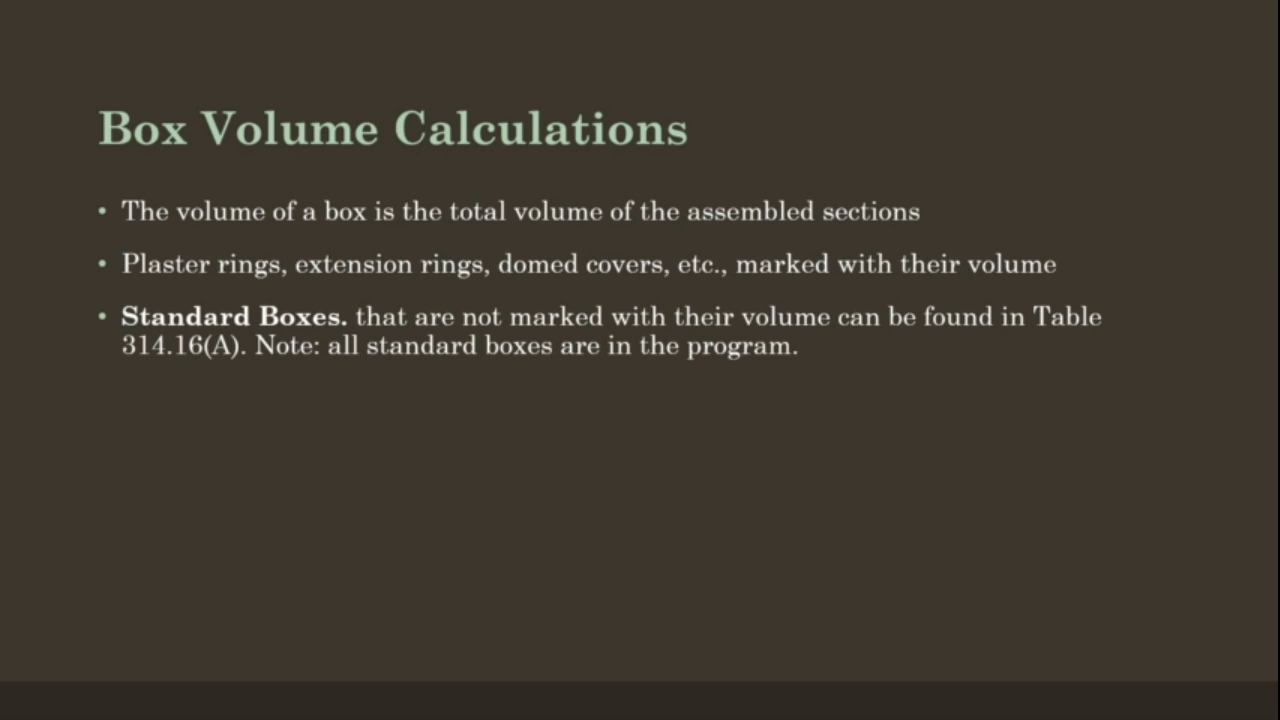 Box Volume Calculations
• The volume of a box is the total volume of the assembled sections
• Plaster rings, extension rings, domed covers, etc., marked with their volume
• Standard Boxes. that are not marked with their volume can be found in Table
314.16(A). Note: all standard boxes are in the program.